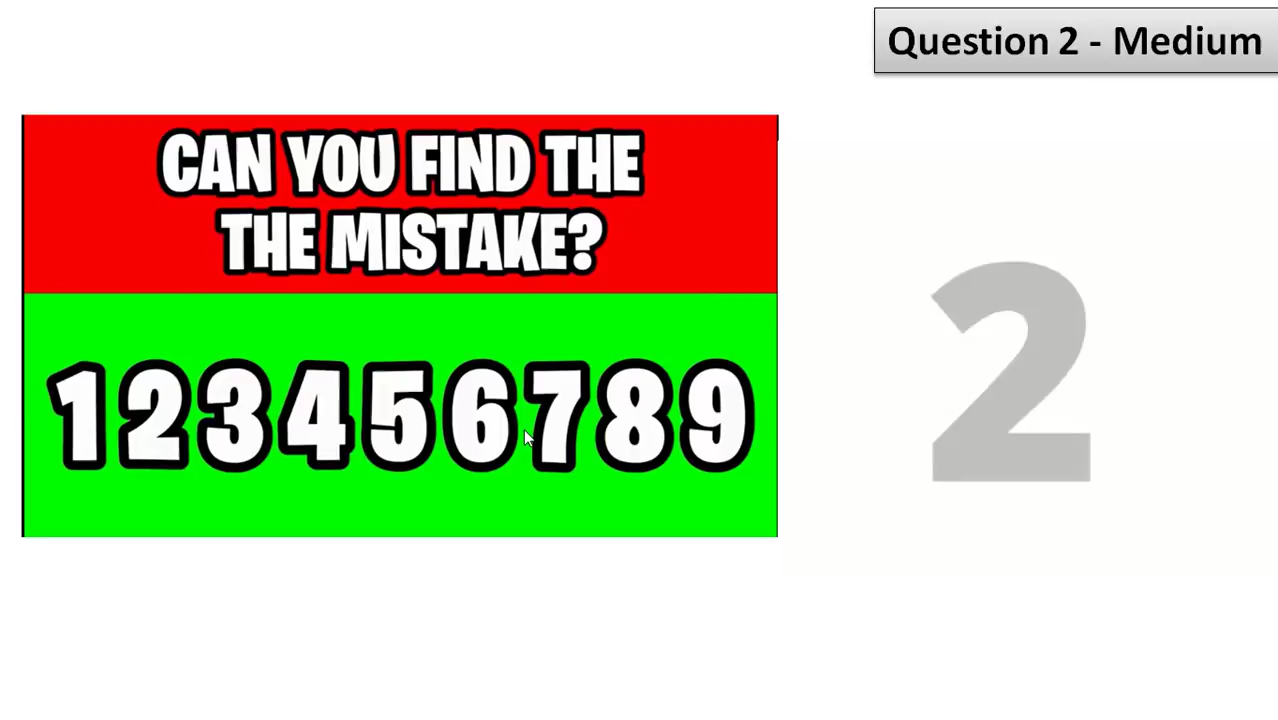 Question 2 - Medium
CAN YOU FIND THE
THE MISTAKE?
123456789
2